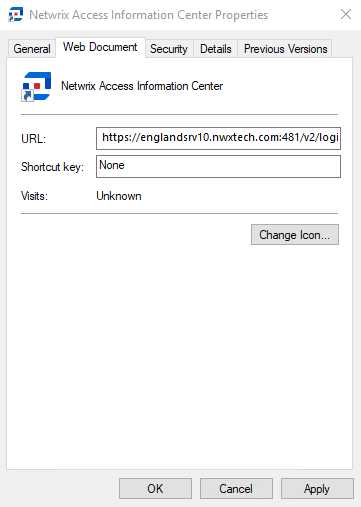 Netwrix Access Information Center Properties
General Web Document Security Details Previous Versions
Netwrix Access Information Center
URL: https://englandsrv10.nwxtech.com:481/v2/logi
Shortcut key: None
Visits: Unknown
Change Icon...
OK Cancel Apply